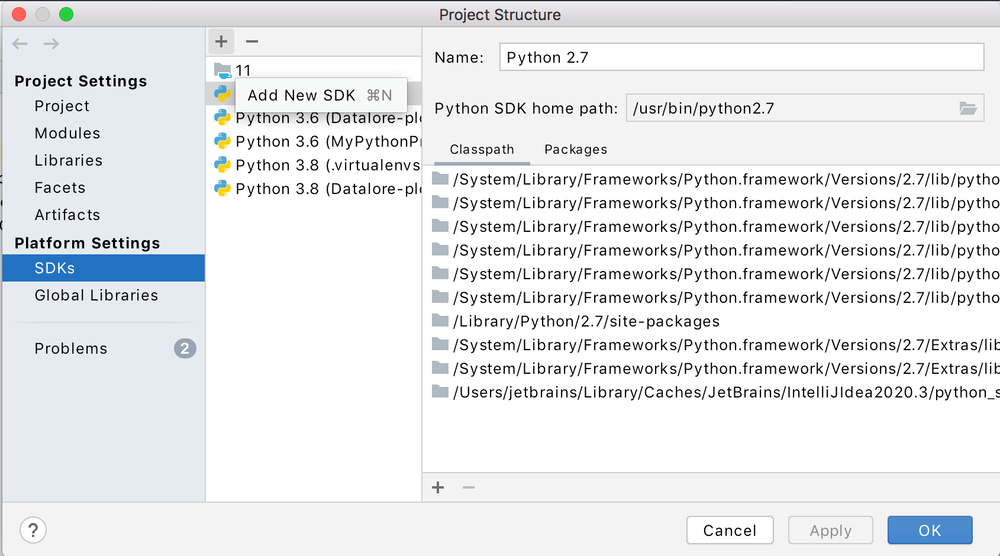 Project Structure
Project Settings
Project
Modules
Libraries
Facets
Artifacts
Platform Settings
SDKs
Global Libraries
Problems 2
11
Add New SDK ⌘N
Python 3.6 (Datalore-plo
Python 3.6 (MyPythonPr
Python 3.8 (.virtualenvs
Python 3.8 (Datalore-plo
Name: Python 2.7
Python SDK home path: /usr/bin/python2.7
Classpath Packages
/System/Library/Frameworks/Python.framework/Versions/2.7/lib/pytho
/System/Library/Frameworks/Python.framework/Versions/2.7/lib/pytho
/System/Library/Frameworks/Python.framework/Versions/2.7/lib/pytho
/System/Library/Frameworks/Python.framework/Versions/2.7/lib/pytho
/System/Library/Frameworks/Python.framework/Versions/2.7/lib/pytho
/System/Library/Frameworks/Python.framework/Versions/2.7/lib/pytho
/Library/Python/2.7/site-packages
/System/Library/Frameworks/Python.framework/Versions/2.7/Extras/lib
/System/Library/Frameworks/Python.framework/Versions/2.7/Extras/lib
/Users/jetbrains/Library/Caches/JetBrains/IntelliJIdea2020.3/python_s
?
Cancel Apply OK